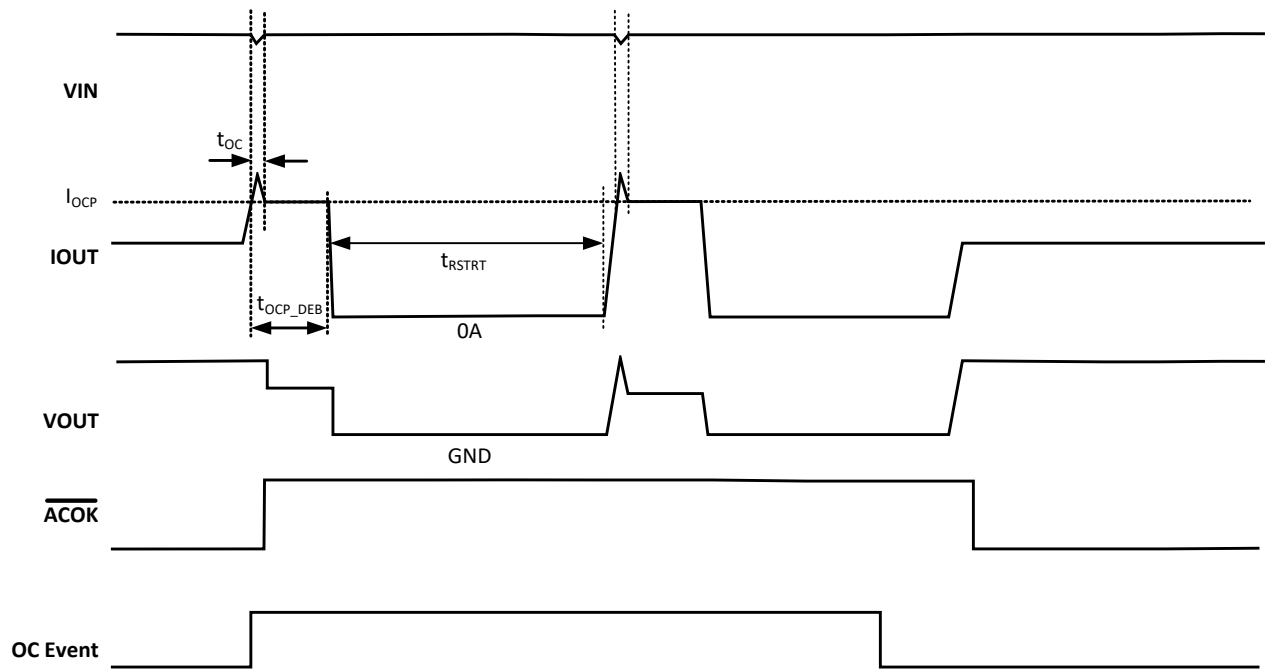 VIN
tOC
IOCP
IOUT
tRSTRT
tOCP_DEB
0A
VOUT
GND
ACOK
OC Event